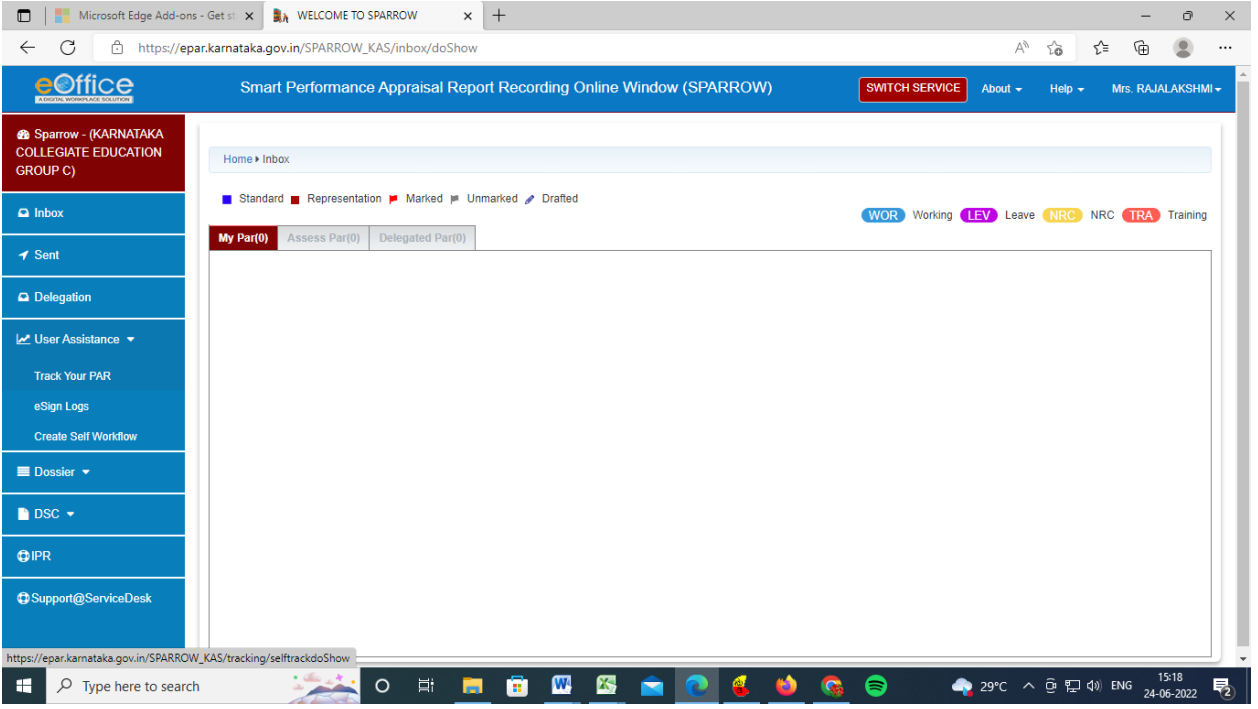 Microsoft Edge Add-ons - Get st
WELCOME TO SPARROW
https://epar.karnataka.gov.in/SPARROW_KAS/inbox/doShow
eOffice
A DIGITAL WORKPLACE SOLUTION
Smart Performance Appraisal Report Recording Online Window (SPARROW)
SWITCH SERVICE
About
Help
Mrs. RAJALAKSHMI
Sparrow - (KARNATAKA
COLLEGIATE EDUCATION
GROUP C)
Inbox
Sent
Delegation
User Assistance
Track Your PAR
eSign Logs
Create Self Workflow
Dossier
DSC
IPR
Support@ServiceDesk
Home Inbox
Standard Representation Marked Unmarked Drafted
WOR Working LEV Leave NRC NRC TRA Training
My Par(0) Assess Par(0) Delegated Par(0)
https://epar.karnataka.gov.in/SPARROW_KAS/tracking/selftrackdoShow
Type here to search
29°C
ENG
15:18
24-06-2022
2